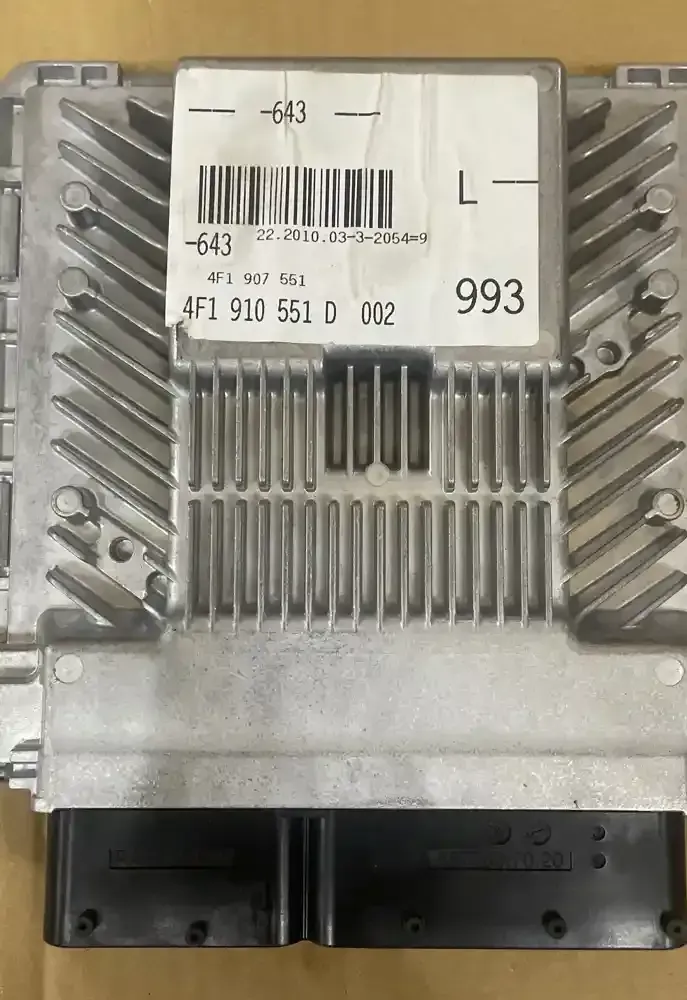 -- -643 --
L --
22.2010.03-3-2054=9
-643
4F1 907 551
4F1 910 551 D 002
993